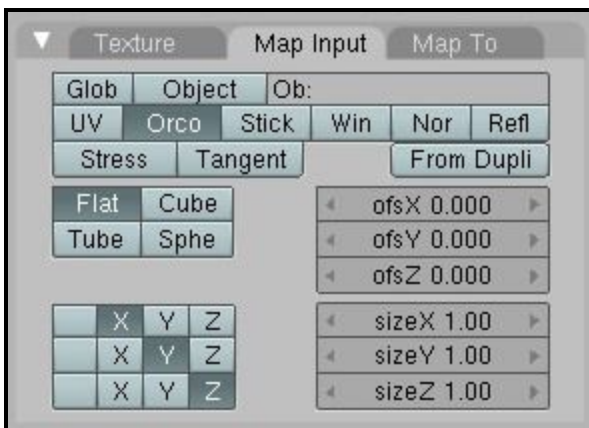 Texture Map Input Map To
Glob Object Ob:
UV Orco Stick Win Nor Refl
Stress Tangent From Dupli
Flat Cube ofsX 0.000
Tube Sphe ofsY 0.000
ofsZ 0.000
X Y Z sizeX 1.00
X Y Z sizeY 1.00
X Y Z sizeZ 1.00